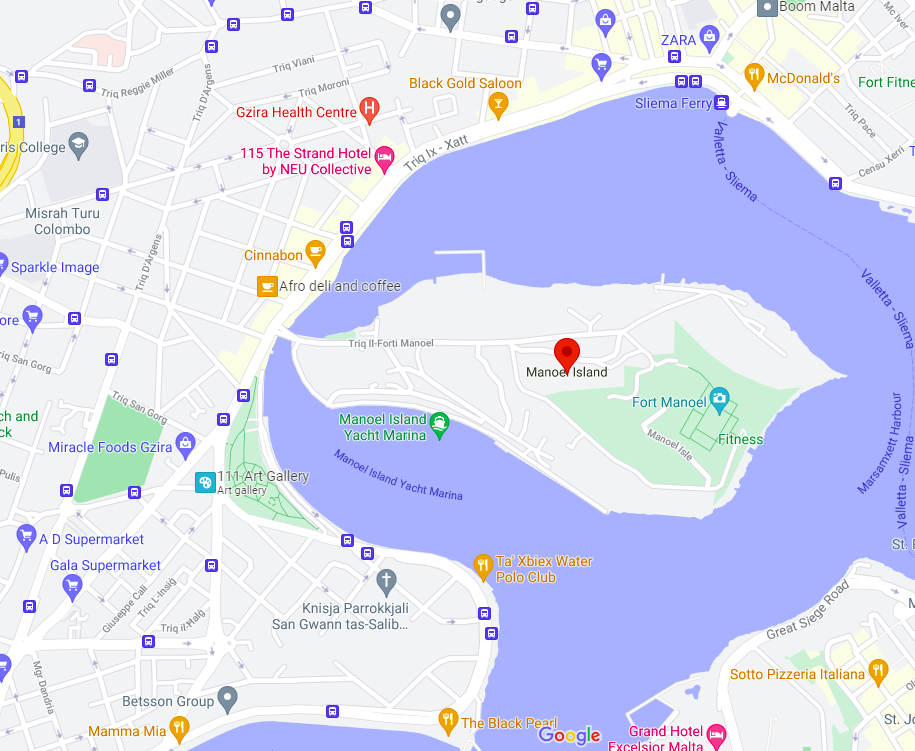 Boom Malta
ZARA
McDonald's
Fort Fitne
Triq Viani
Triq Reggie Miller
Triq D'Argens
Triq Moroni
Black Gold Saloon
Sliema Ferry
Mc Iver
Triq Pace
Censu Xerri
T
1
Gzira Health Centre
H
ris College
Triq Ix - Xatt
Valletta - Sliema
115 The Strand Hotel
by NEU Collective
Misrah Turu
Colombo
Cinnabon
Triq D'Argens
Sparkle Image
Afro deli and coffee
Valletta - Sliema
ore
Triq Il-Forti Manoel
riq San Gorg
Manoel Island
Triq San Gorg
Fort Manoel
ch and
ck
Manoel Island
Yacht Marina
Manoel Isle
Fitness
Marsamxett Harbour
Valletta - Sliema
Miracle Foods Gzira
Manoel Island Yacht Marina
Pulis
111 Art Gallery
Art gallery
A D Supermarket
St. P
Gala Supermarket
Ta' Xbiex Water
Polo Club
Giuseppe Cali
Triq L-Insiġ
Triq il-Malġ
Knisja Parrokkjali
San Gwann tas-Salib...
Great Siege Road
M
Mgr. Dandria
Sotto Pizzeria Italiana
Betsson Group
Mamma Mia
The Black Pearl
Google
St. Jo
Grand Hotel
Excelsior Malta